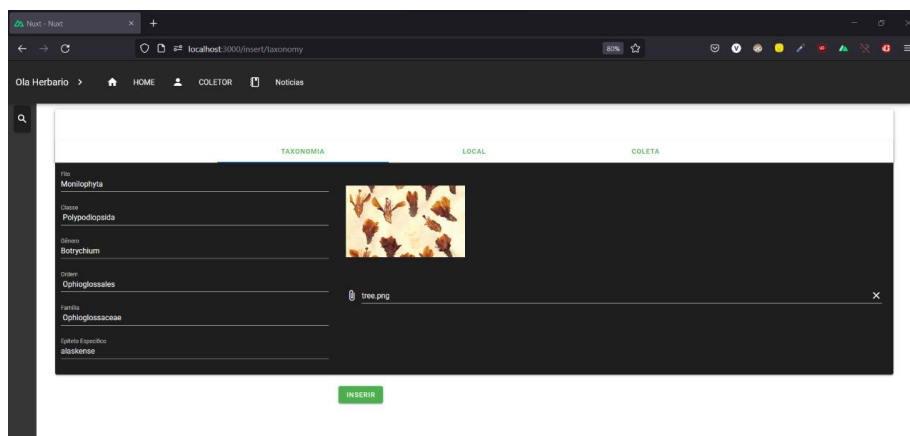 Nuxt - Nuxt
localhost:3000/insert/taxonomy
80%
Ola Herbario > HOME COLETOR Noticias
TAXONOMIA LOCAL COLETA
Filo
Monilophyta
Classe
Polypodiopsida
Gênero
Botrychium
Ordem
Ophioglossales
tree.png
Família
Ophioglossaceae
Epíteto Específico
alaskense
INSERIR